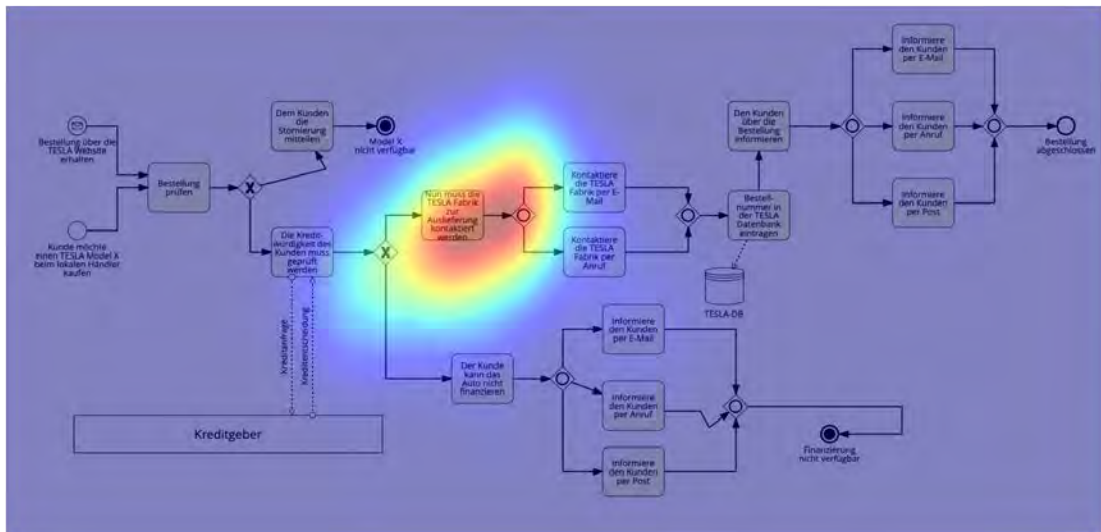 Bestellung über die
TESLA Website
erhalten
Kunde möchte
einen TESLA Model X
beim lokalen Händler
kaufen
Bestellung
prüfen
X
Dem Kunden
die
Stornierung
mitteilen
Model X
nicht verfügbar
Die Kredit-
würdigkeit des
Kunden muss
geprüft werden
Kreditanfrage
Kreditentscheidung
Kreditgeber
X
Nun muss die
TESLA Fabrik
zur
Auslieferung
kontaktiert
werden
Kontaktiere
die TESLA
Fabrik per E-
Mail
Kontaktiere
die TESLA
Fabrik per
Anruf
Bestell-
nummer in
der TESLA
Datenbank
eintragen
TESLA-DB
Den Kunden
über die
Bestellung
informieren
Informiere
den Kunden
per E-Mail
Informiere
den Kunden
per Anruf
Informiere
den Kunden
per Post
Bestellung
abgeschlossen
Der Kunde
kann das
Auto nicht
finanzieren
Informiere
den Kunden
per E-Mail
Informiere
den Kunden
per Anruf
Informiere
den Kunden
per Post
Finanzierung
nicht verfügbar